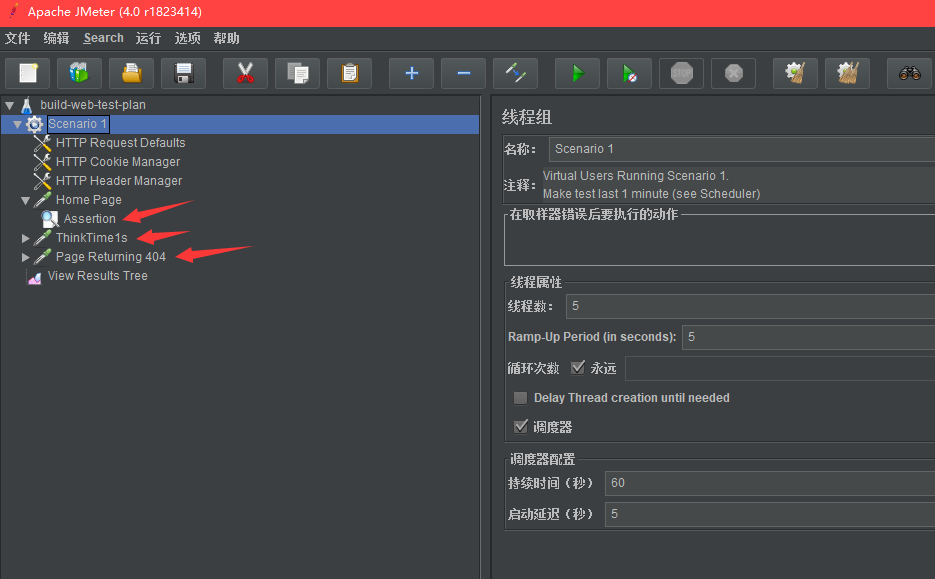 Apache JMeter (4.0 r1823414)
文件 编辑 Search 运行 选项 帮助
STOP
build-web-test-plan
Scenario 1
HTTP Request Defaults
HTTP Cookie Manager
HTTP Header Manager
Home Page
Assertion
ThinkTime1s
Page Returning 404
View Results Tree
线程组
名称： Scenario 1
注释： Virtual Users Running Scenario 1.
Make test last 1 minute (see Scheduler)
在取样器错误后要执行的动作
线程属性
线程数： 5
Ramp-Up Period (in seconds): 5
循环次数 永远
Delay Thread creation until needed
调度器
调度器配置
持续时间（秒） 60
启动延迟（秒） 5